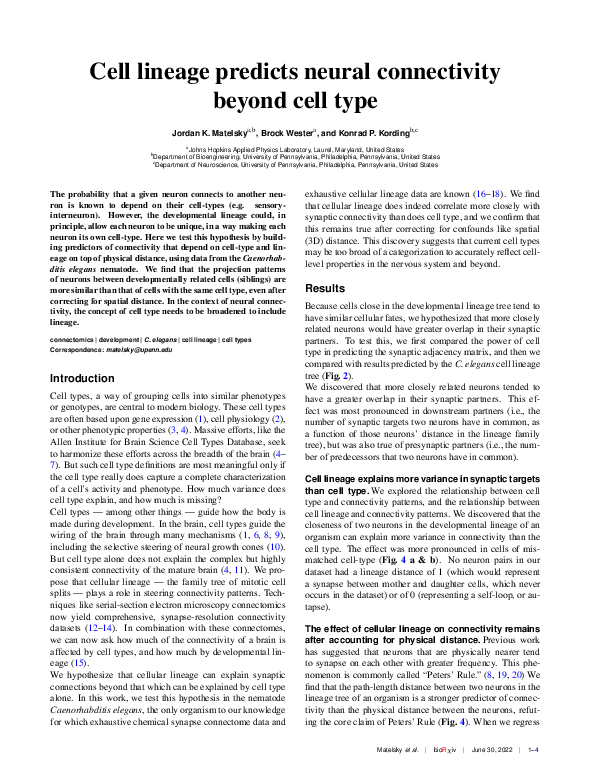 Cell lineage predicts neural connectivity
beyond cell type
Jordan K. Matelsky^a,b, Brock Wester^a, and Konrad P. Kording^b,c
^aJohns Hopkins Applied Physics Laboratory, Laurel, Maryland, United States
^bDepartment of Bioengineering, University of Pennsylvania, Philadelphia, Pennsylvania, United States
^cDepartment of Neuroscience, University of Pennsylvania, Philadelphia, Pennsylvania, United States
The probability that a given neuron connects to another neu-
ron is known to depend on their cell-types (e.g. sensory-
interneuron). However, the developmental lineage could, in
principle, allow each neuron to be unique, in a way making each
neuron its own cell-type. Here we test this hypothesis by build-
ing predictors of connectivity that depend on cell-type and lin-
eage on top of physical distance, using data from the Caenorhab-
ditis elegans nematode. We find that the projection patterns
of neurons between developmentally related cells (siblings) are
more similar than that of cells with the same cell type, even after
correcting for spatial distance. In the context of neural connec-
tivity, the concept of cell type needs to be broadened to include
lineage.
connectomics | development | C. elegans | cell lineage | cell types
Correspondence: matelsky@upenn.edu
Introduction
Cell types, a way of grouping cells into similar phenotypes
or genotypes, are central to modern biology. These cell types
are often based upon gene expression (1), cell physiology (2),
or other phenotypic properties (3, 4). Massive efforts, like the
Allen Institute for Brain Science Cell Types Database, seek
to harmonize these efforts across the breadth of the brain (4–
7). But such cell type definitions are most meaningful only if
the cell type really does capture a complete characterization
of a cell's activity and phenotype. How much variance does
cell type explain, and how much is missing?
Cell types — among other things — guide how the body is
made during development. In the brain, cell types guide the
wiring of the brain through many mechanisms (1, 6, 8, 9),
including the selective steering of neural growth cones (10).
But cell type alone does not explain the complex but highly
consistent connectivity of the mature brain (4, 11). We pro-
pose that cellular lineage — the family tree of mitotic cell
splits — plays a role in steering connectivity patterns. Tech-
niques like serial-section electron microscopy connectomics
now yield comprehensive, synapse-resolution connectivity
datasets (12–14). In combination with these connectomes,
we can now ask how much of the connectivity of a brain is
affected by cell types, and how much by developmental lin-
eage (15).
We hypothesize that cellular lineage can explain synaptic
connections beyond that which can be explained by cell type
alone. In this work, we test this hypothesis in the nematode
Caenorhabditis elegans, the only organism to our knowledge
for which exhaustive chemical synapse connectome data and
exhaustive cellular lineage data are known (16–18). We find
that cellular lineage does indeed correlate more closely with
synaptic connectivity than does cell type, and we confirm that
this remains true after correcting for confounds like spatial
(3D) distance. This discovery suggests that current cell types
may be too broad of a categorization to accurately reflect cell-
level properties in the nervous system and beyond.
Results
Because cells close in the developmental lineage tree tend to
have similar cellular fates, we hypothesized that more closely
related neurons would have greater overlap in their synaptic
partners. To test this, we first compared the power of cell
type in predicting the synaptic adjacency matrix, and then we
compared with results predicted by the C. elegans cell lineage
tree (Fig. 2).
We discovered that more closely related neurons tended to
have a greater overlap in their synaptic partners. This ef-
fect was most pronounced in downstream partners (i.e., the
number of synaptic targets two neurons have in common, as
a function of those neurons' distance in the lineage family
tree), but was also true of presynaptic partners (i.e., the num-
ber of predecessors that two neurons have in common).
Cell lineage explains more variance in synaptic targets
than cell type. We explored the relationship between cell
type and connectivity patterns, and the relationship between
cell lineage and connectivity patterns. We discovered that the
closeness of two neurons in the developmental lineage of an
organism can explain more variance in connectivity than the
cell type. The effect was more pronounced in cells of mis-
matched cell-type (Fig. 4 a & b). No neuron pairs in our
dataset had a lineage distance of 1 (which would represent
a synapse between mother and daughter cells, which never
occurs in the dataset) or of 0 (representing a self-loop, or au-
tapse).
The effect of cellular lineage on connectivity remains
after accounting for physical distance. Previous work
has suggested that neurons that are physically nearer tend
to synapse on each other with greater frequency. This phe-
nomenon is commonly called "Peters' Rule." (8, 19, 20) We
find that the path-length distance between two neurons in the
lineage tree of an organism is a stronger predictor of connec-
tivity than the physical distance between the neurons, refut-
ing the core claim of Peters' Rule (Fig. 4). When we regress
Matelsky et al. | bioRχiv | June 30, 2022 | 1–4